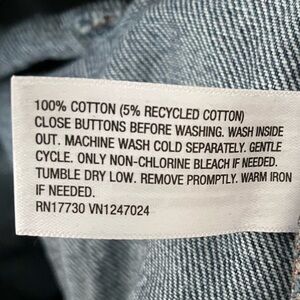 100% COTTON (5% RECYCLED COTTON)
CLOSE BUTTONS BEFORE WASHING. WASH INSIDE
OUT. MACHINE WASH COLD SEPARATELY. GENTLE
CYCLE. ONLY NON-CHLORINE BLEACH IF NEEDED.
TUMBLE DRY LOW. REMOVE PROMPTLY. WARM IRON
IF NEEDED.
RN17730 VN1247024